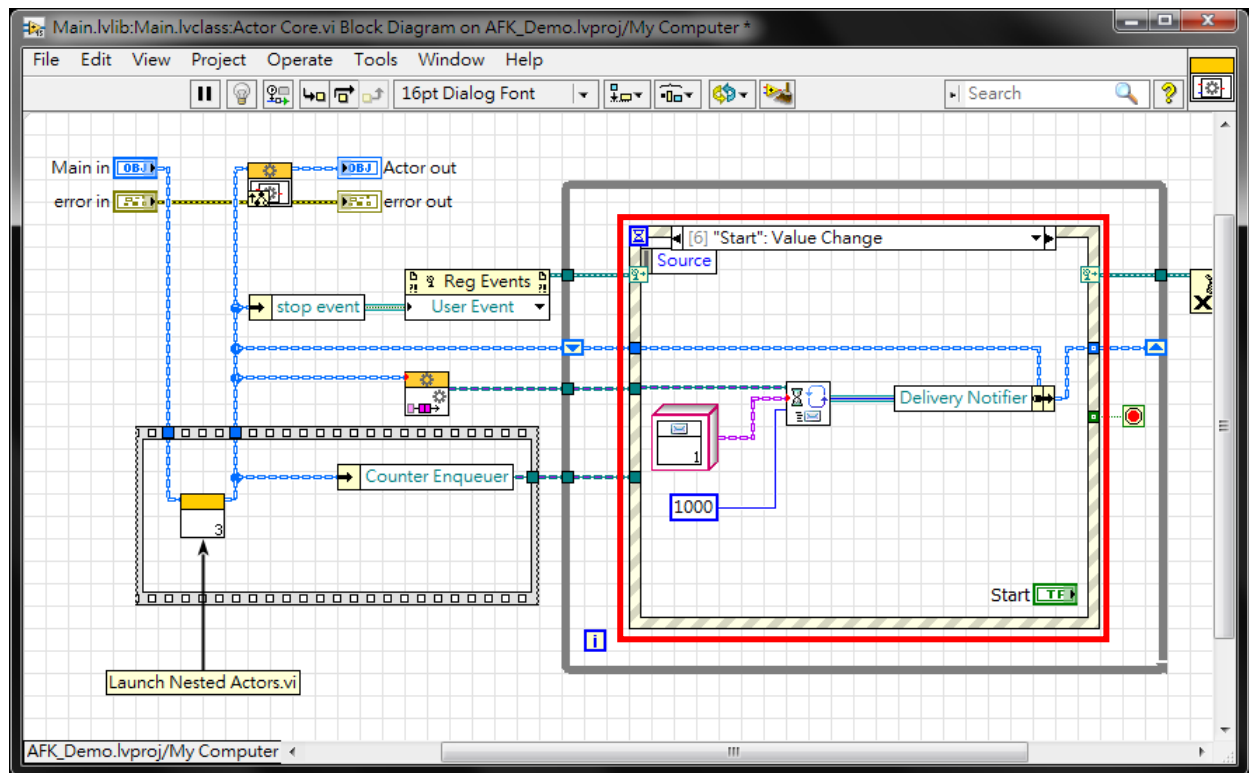 Main.lvlib:Main.lvclass:Actor Core.vi Block Diagram on AFK_Demo.lvproj/My Computer *
File Edit View Project Operate Tools Window Help
16pt Dialog Font
Search
Main in OBJ
OBJ Actor out
error in
error out
[6] "Start": Value Change
Source
Reg Events
stop event
User Event
Delivery Notifier
1
Counter Enqueuer
1000
3
Start TF
i
Launch Nested Actors.vi
AFK_Demo.lvproj/My Computer